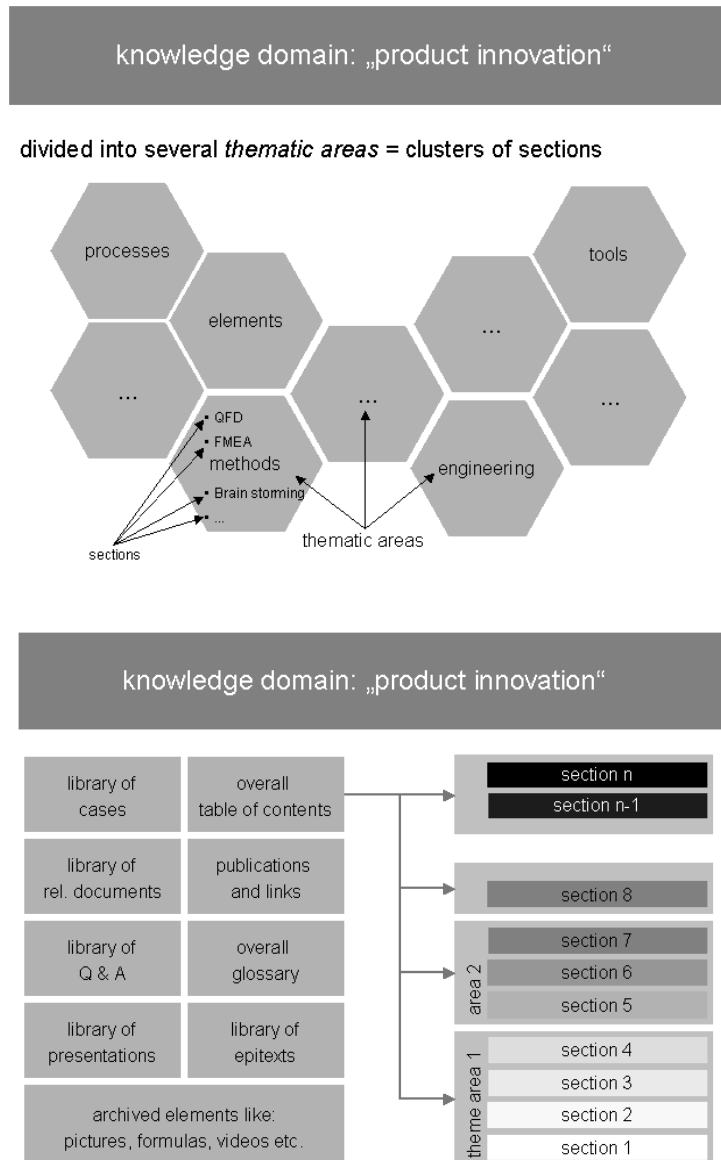 knowledge domain: „product innovation“
divided into several thematic areas = clusters of sections
processes
tools
elements
...
...
...
...
▪ QFD
▪ FMEA
methods
▪ Brain storming
▪ ...
engineering
sections
thematic areas
knowledge domain: „product innovation“
library of
cases
overall
table of contents
library of
rel. documents
publications
and links
library of
Q & A
overall
glossary
library of
presentations
library of
epitexts
archived elements like:
pictures, formulas, videos etc.
section n
section n-1
section 8
area 2
section 7
section 6
section 5
theme area 1
section 4
section 3
section 2
section 1